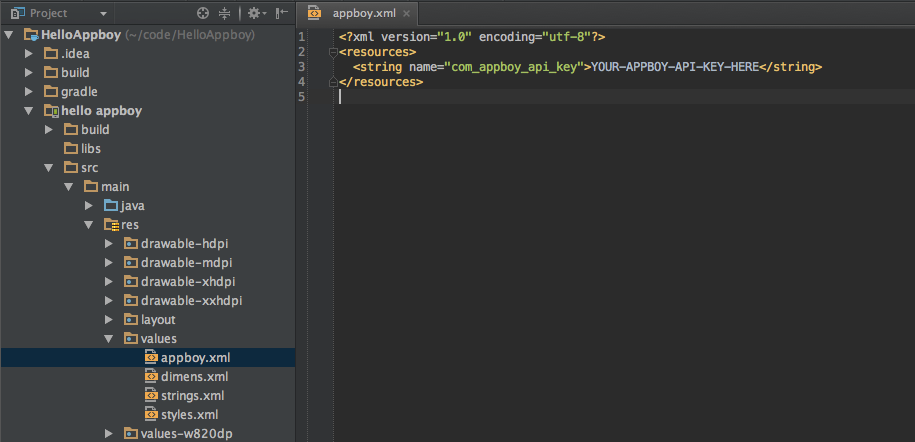 Project
HelloAppboy (~/code/HelloAppboy)
.idea
build
gradle
hello appboy
build
libs
src
main
java
res
drawable-hdpi
drawable-mdpi
drawable-xhdpi
drawable-xxhdpi
layout
values
appboy.xml
dimens.xml
strings.xml
styles.xml
values-w820dp
appboy.xml
1 <?xml version="1.0" encoding="utf-8"?>
2 <resources>
3 <string name="com_appboy_api_key">YOUR-APPBOY-API-KEY-HERE</string>
4 </resources>
5